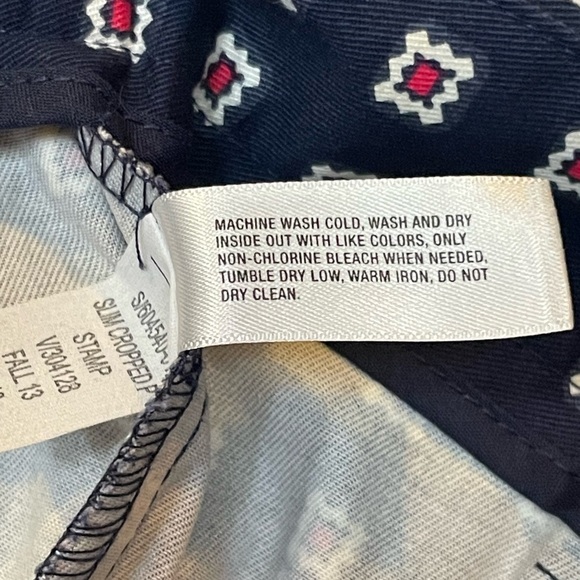 MACHINE WASH COLD, WASH AND DRY
INSIDE OUT WITH LIKE COLORS, ONLY
NON-CHLORINE BLEACH WHEN NEEDED,
TUMBLE DRY LOW, WARM IRON, DO NOT
DRY CLEAN.
SLIM CROPPED
STAMP
VI304128
FALL 13